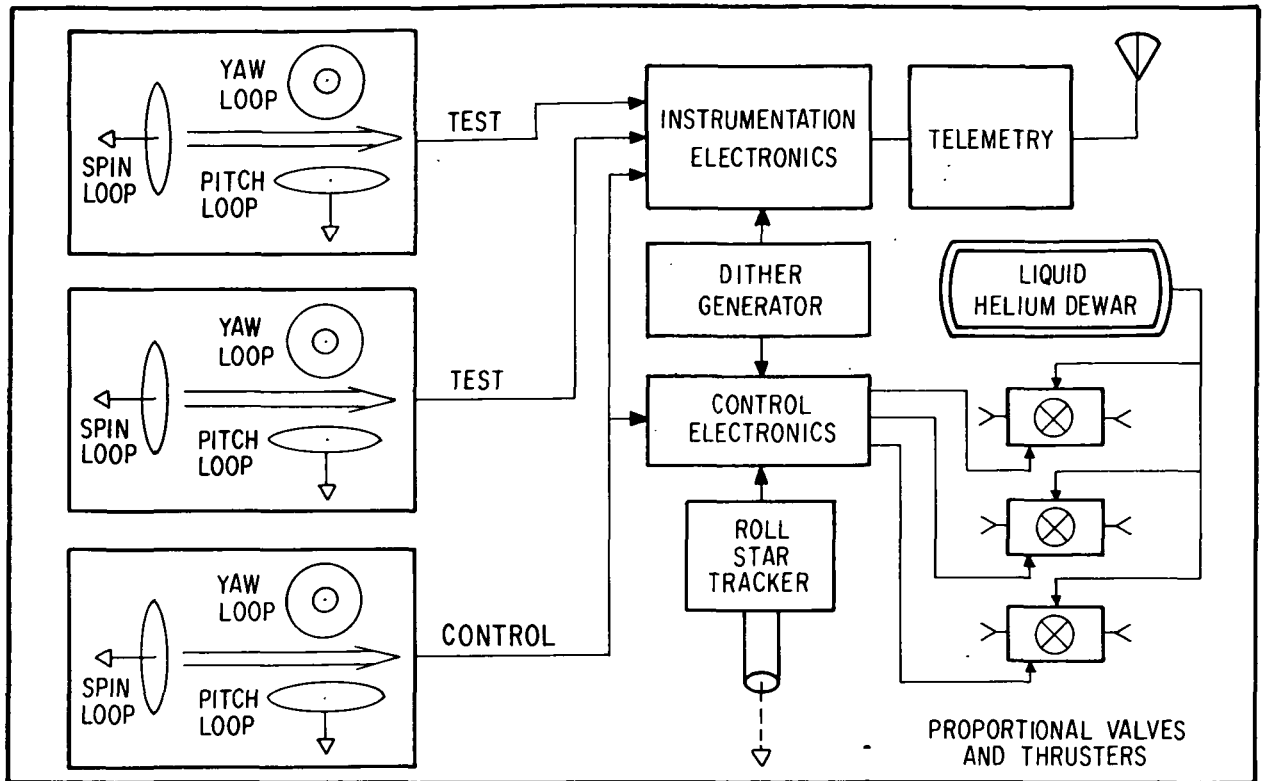 YAW
LOOP
SPIN
LOOP
PITCH
LOOP
TEST
YAW
LOOP
SPIN
LOOP
PITCH
LOOP
TEST
YAW
LOOP
SPIN
LOOP
PITCH
LOOP
CONTROL
INSTRUMENTATION
ELECTRONICS
TELEMETRY
DITHER
GENERATOR
LIQUID
HELIUM DEWAR
CONTROL
ELECTRONICS
ROLL
STAR
TRACKER
PROPORTIONAL VALVES
AND THRUSTERS